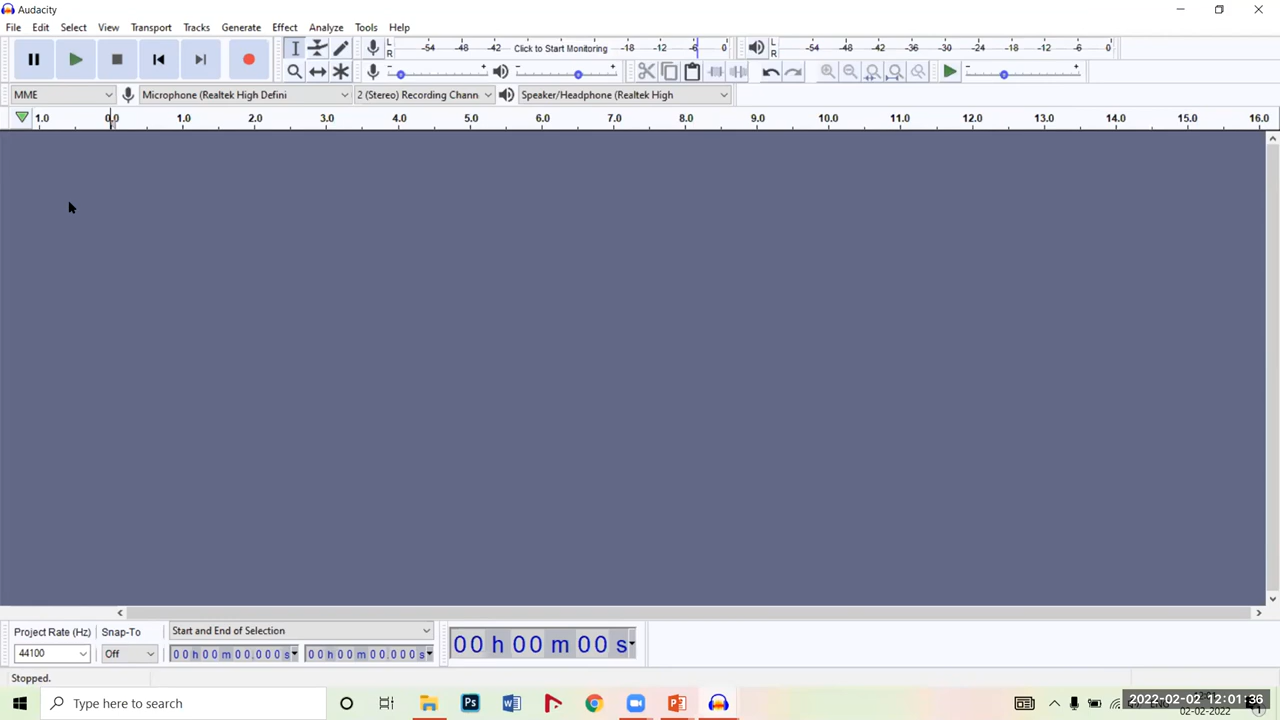 Audacity
File Edit Select View Transport Tracks Generate Effect Analyze Tools Help
L R -54 -48 -42 Click to Start Monitoring -18 -12 -6 0 L R -54 -48 -42 -36 -30 -24 -18 -12 -6 0
- + - + - +
MME Microphone (Realtek High Defini 2 (Stereo) Recording Chann Speaker/Headphone (Realtek High
1.0 0.0 1.0 2.0 3.0 4.0 5.0 6.0 7.0 8.0 9.0 10.0 11.0 12.0 13.0 14.0 15.0 16.0
Project Rate (Hz) Snap-To Start and End of Selection
44100 Off 00 h 00 m 00.000 s 00 h 00 m 00.000 s 00 h 00 m 00 s
Stopped.
Type here to search Ps W 2022-02-02 12:01:36
02-02-2022